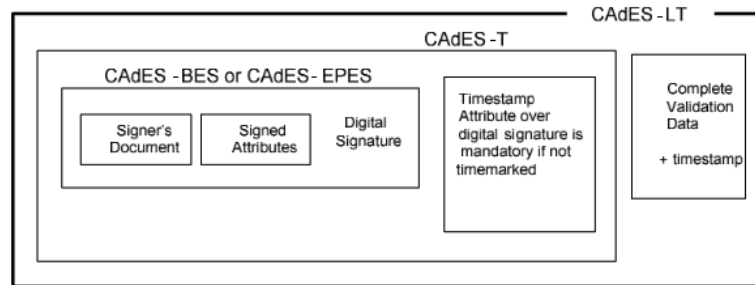 CAdES-LT
CAdES-T
CAdES -BES or CAdES- EPES
Signer's
Document
Signed
Attributes
Digital
Signature
Timestamp
Attribute over
digital signature is
mandatory if not
timemarked
Complete
Validation
Data
+ timestamp